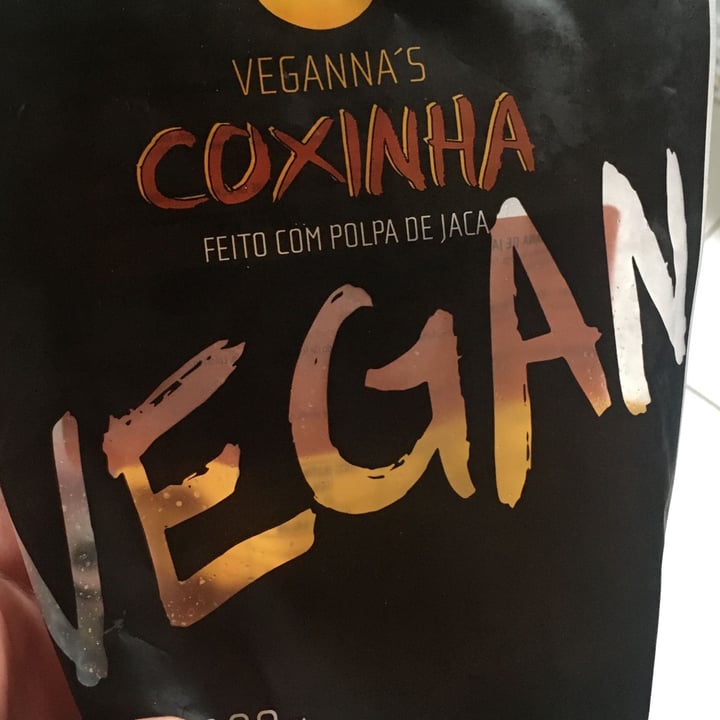 VEGANNA´S
COXINHA
FEITO COM POLPA DE JACA
VEGAN